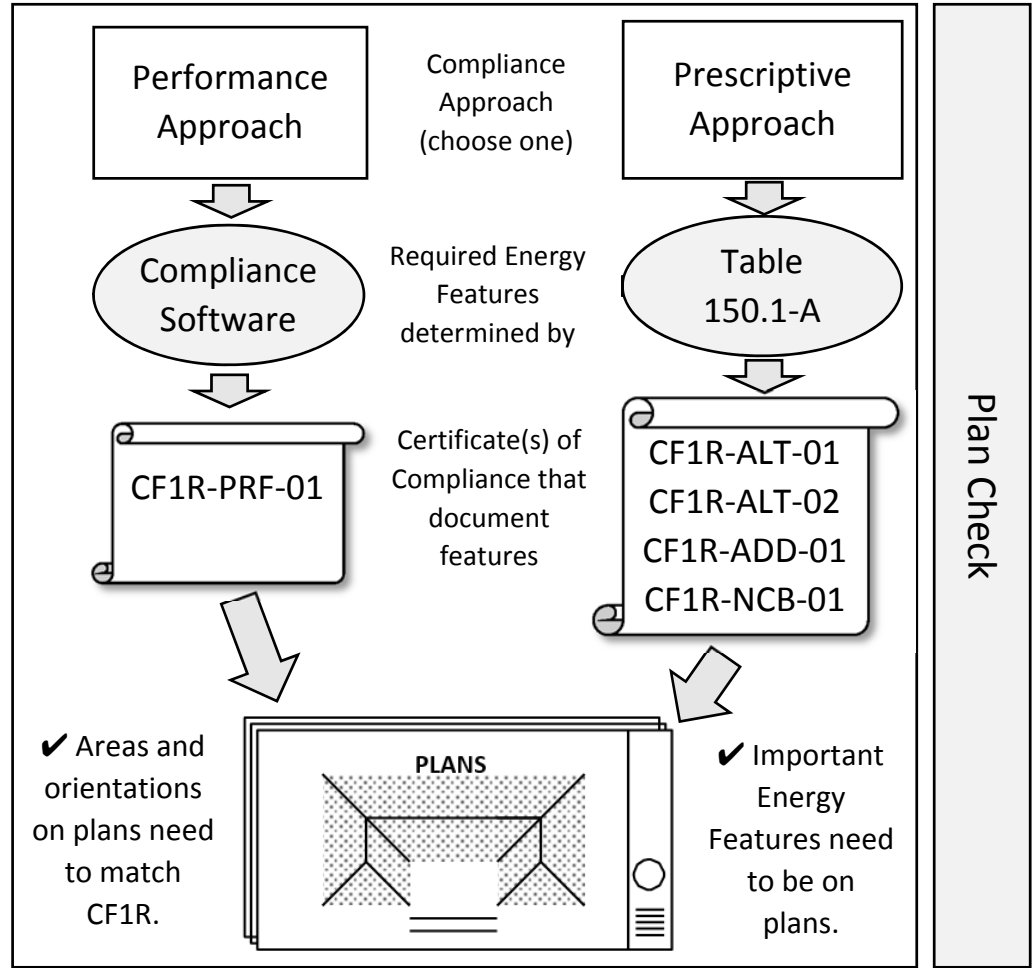 Performance
Approach
Compliance
Approach
(choose one)
Prescriptive
Approach
Compliance
Software
Required Energy
Features
determined by
Table
150.1-A
CF1R-PRF-01
Certificate(s) of
Compliance that
document
features
CF1R-ALT-01
CF1R-ALT-02
CF1R-ADD-01
CF1R-NCB-01
✔ Areas and
orientations
on plans need
to match
CF1R.
PLANS
✔ Important
Energy
Features need
to be on
plans.
Plan Check